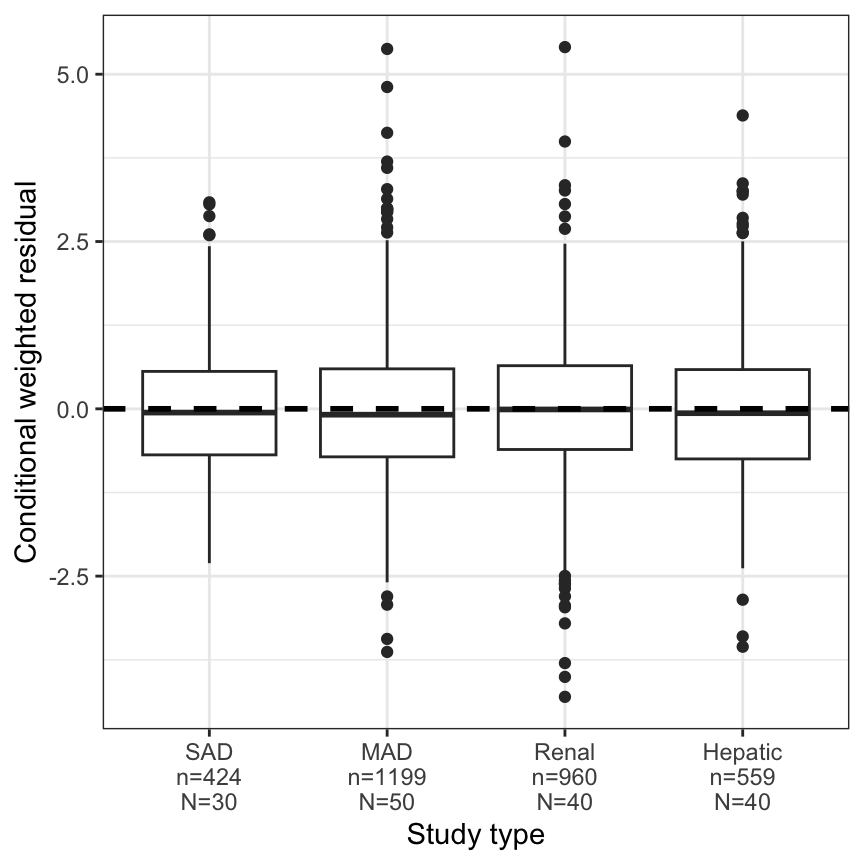 Conditional weighted residual
5.0
2.5
0.0
-2.5
SAD MAD Renal Hepatic
n=424 n=1199 n=960 n=559
N=30 N=50 N=40 N=40
Study type